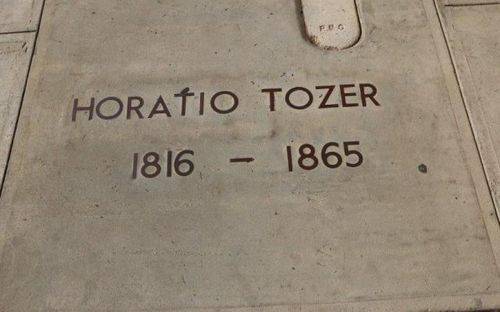 F B G
HORATIO TOZER
1816 - 1865